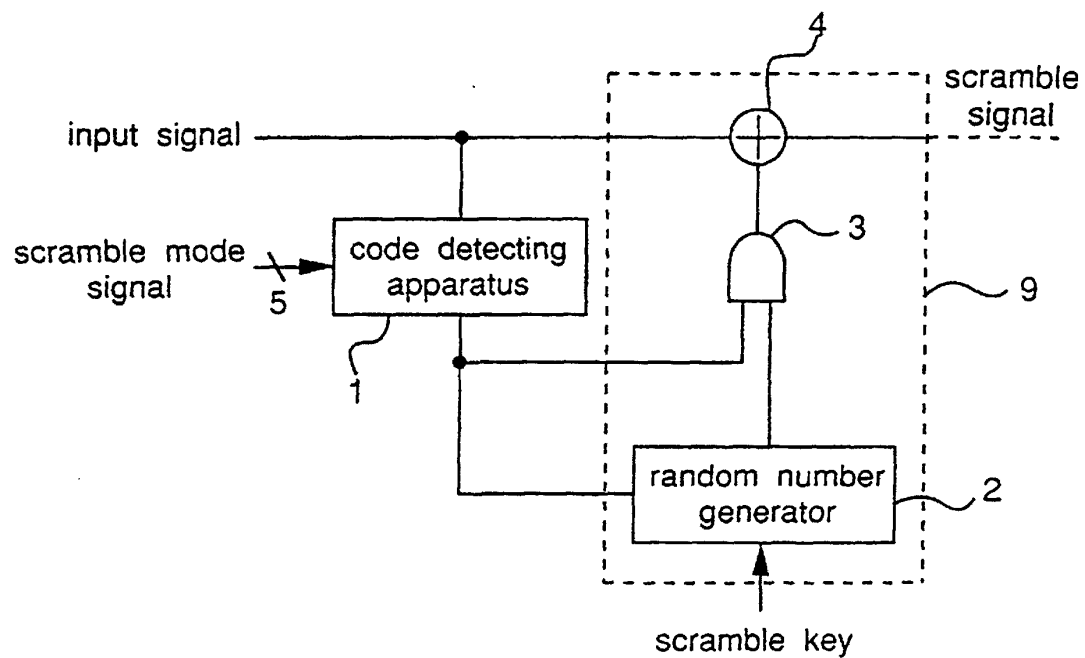 4
scramble
signal
input signal
3
scramble mode
signal
5
code detecting
apparatus
9
1
random number
generator
2
scramble key